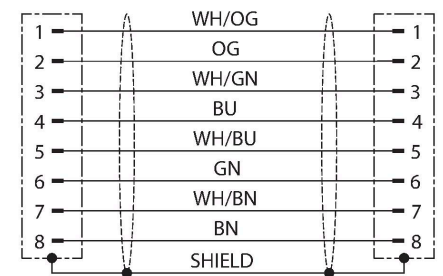 WH/OG
1 1
OG
2 2
WH/GN
3 3
BU
4 4
WH/BU
5 5
GN
6 6
WH/BN
7 7
BN
8 8
SHIELD